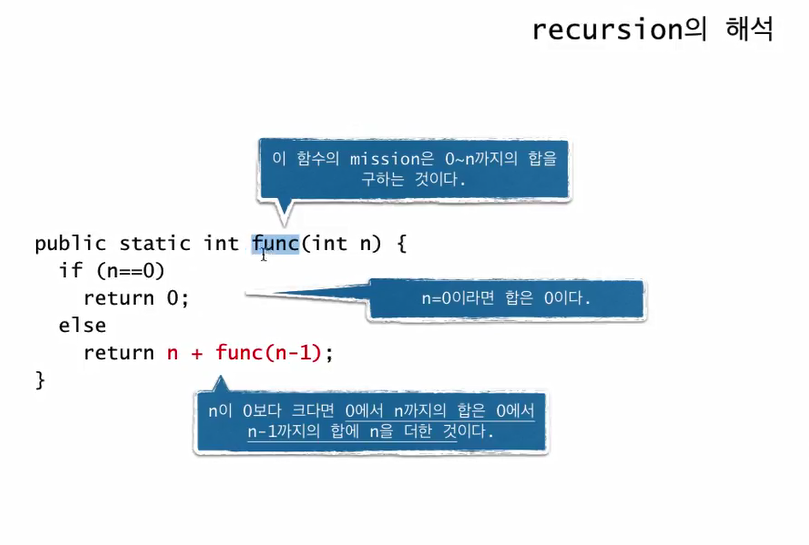 recursion의 해석
이 함수의 mission은 0~n까지의 합을
구하는 것이다.
public static int func(int n) {
if (n==0)
return 0;
n=0이라면 합은 0이다.
else
return n + func(n-1);
}
n이 0보다 크다면 0에서 n까지의 합은 0에서
n-1까지의 합에 n을 더한 것이다.